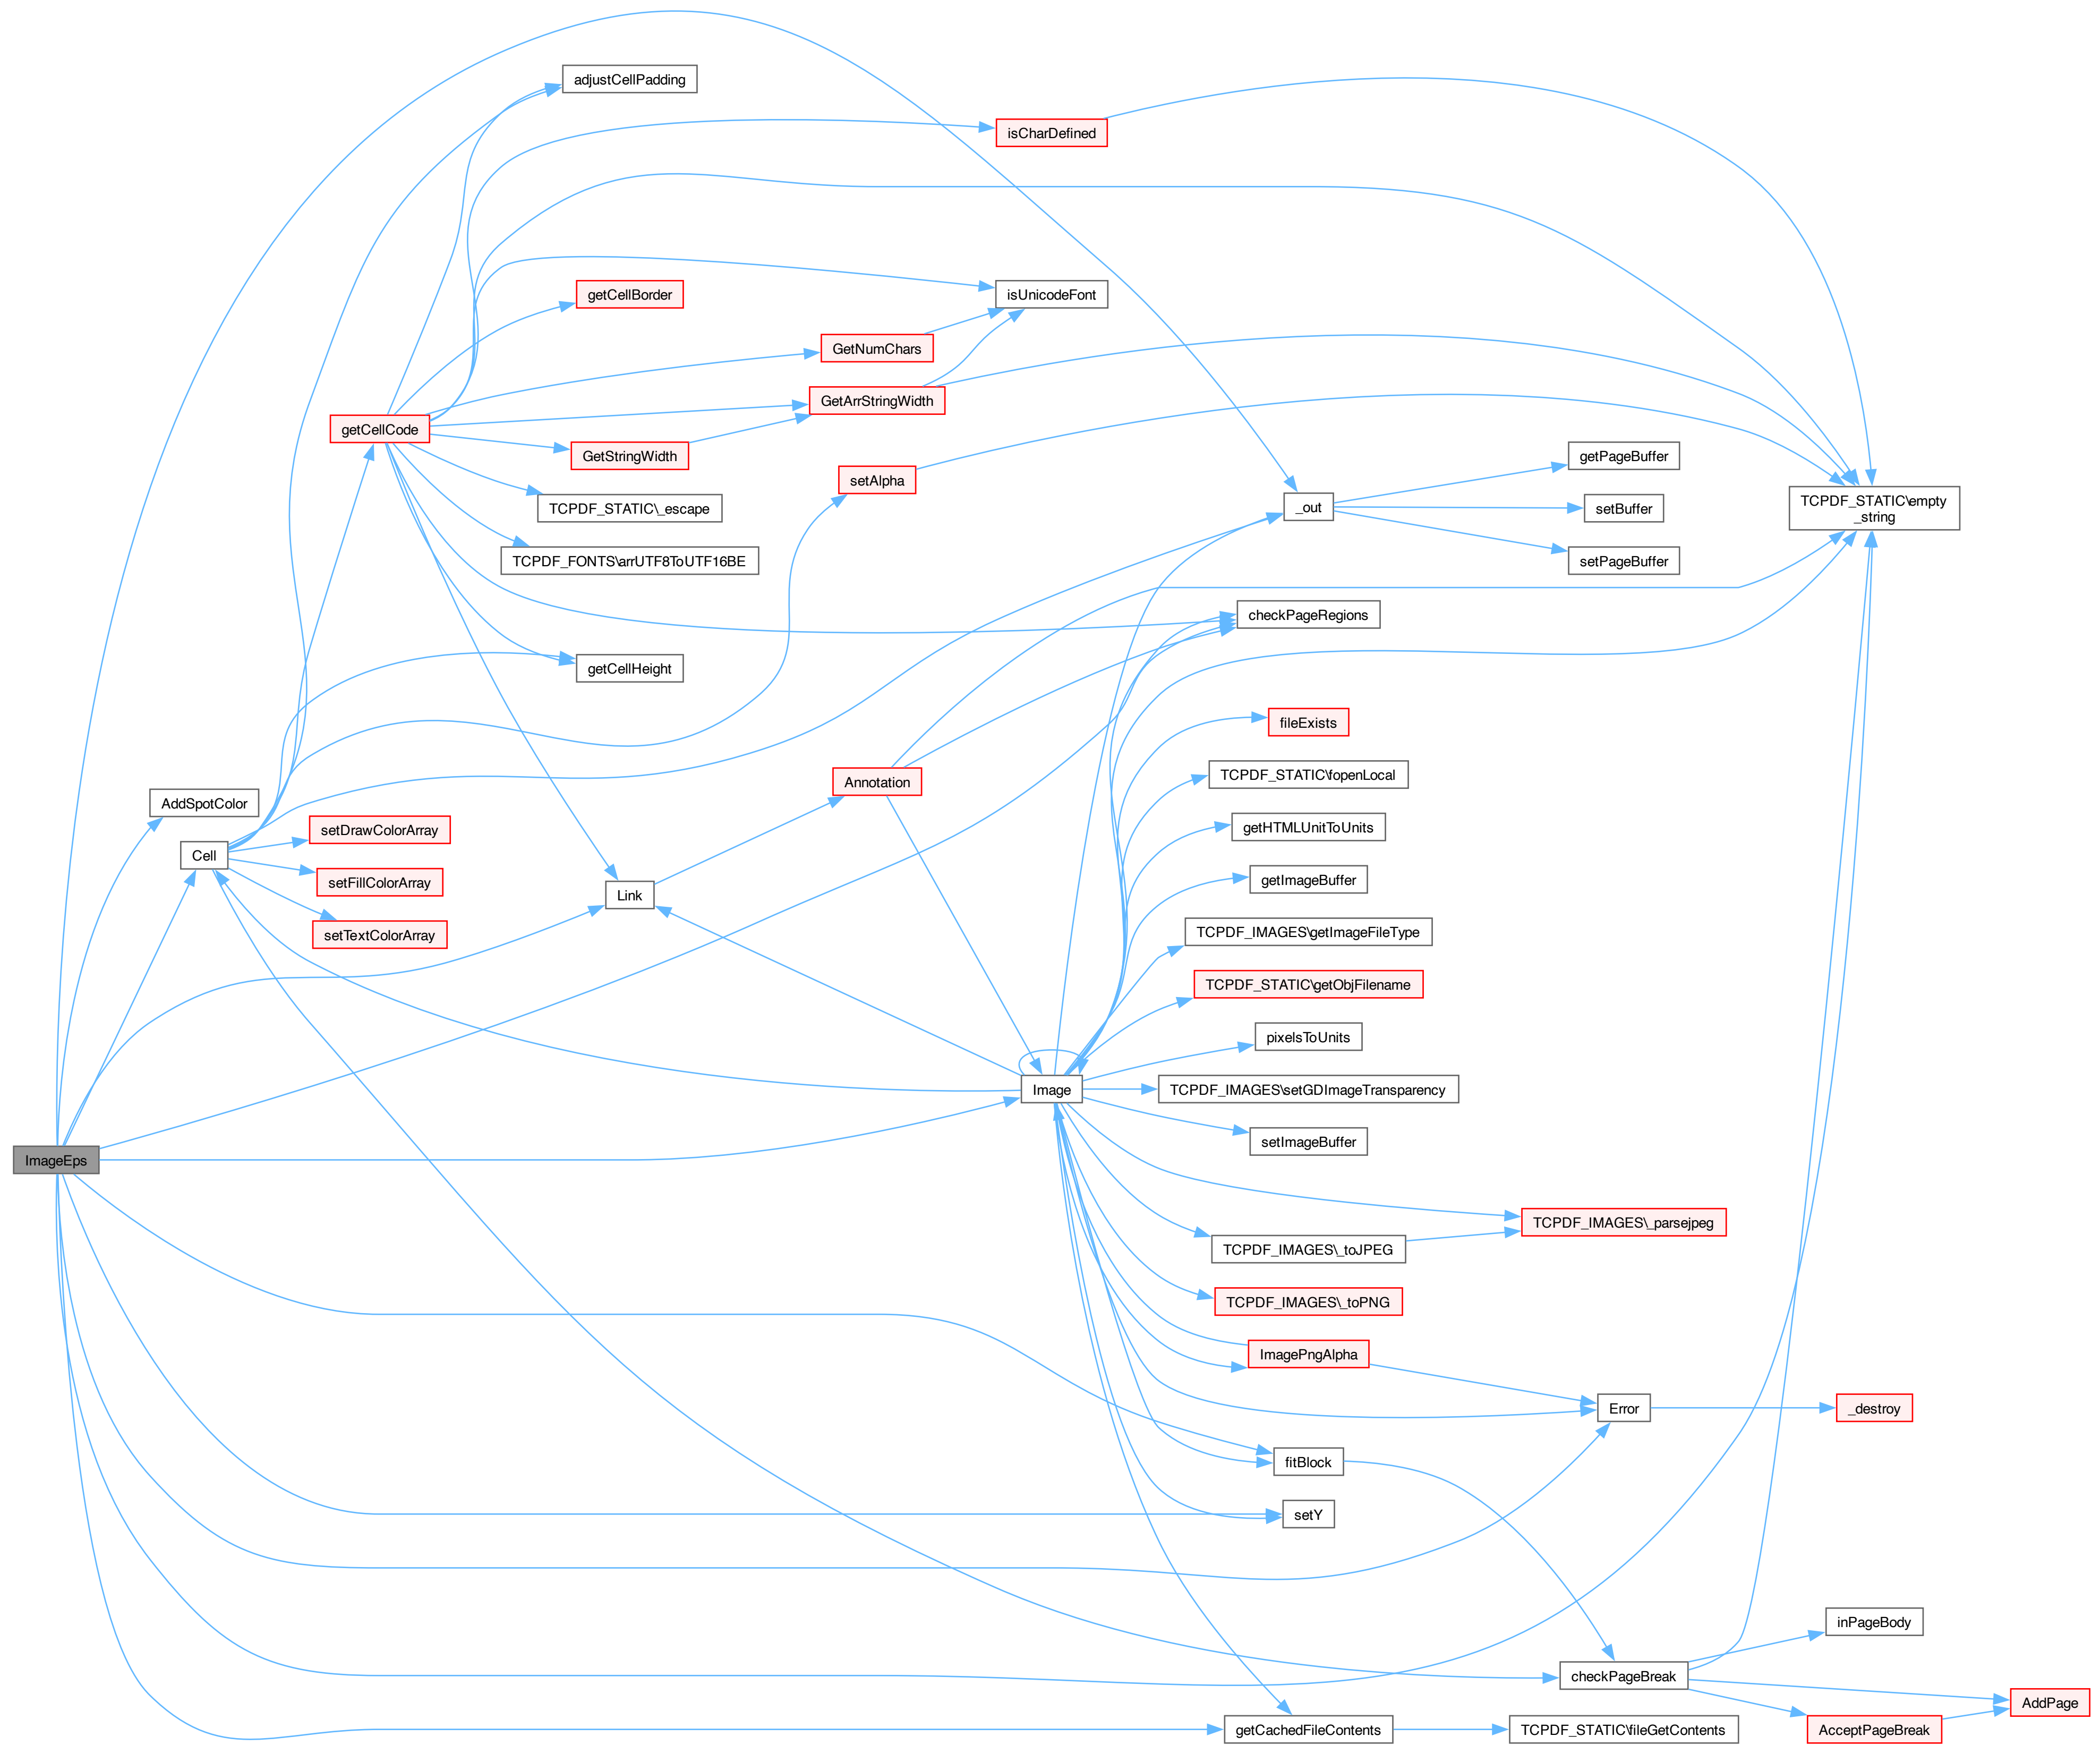 adjustCellPadding
isCharDefined
getCellBorder
isUnicodeFont
GetNumChars
GetArrStringWidth
getCellCode
GetStringWidth
getPageBuffer
setAlpha
TCPDF_STATIC\_escape
_out
setBuffer
TCPDF_STATIC\empty
_string
TCPDF_FONTS\arrUTF8ToUTF16BE
setPageBuffer
checkPageRegions
getCellHeight
fileExists
TCPDF_STATIC\fopenLocal
Annotation
AddSpotColor
setDrawColorArray
getHTMLUnitToUnits
Cell
setFillColorArray
getImageBuffer
Link
setTextColorArray
TCPDF_IMAGES\getImageFileType
TCPDF_STATIC\getObjFilename
pixelsToUnits
Image
TCPDF_IMAGES\setGDImageTransparency
setImageBuffer
ImageEps
TCPDF_IMAGES\_parsejpeg
TCPDF_IMAGES\_toJPEG
TCPDF_IMAGES\_toPNG
ImagePngAlpha
Error
_destroy
fitBlock
setY
inPageBody
checkPageBreak
AddPage
getCachedFileContents
TCPDF_STATIC\fileGetContents
AcceptPageBreak